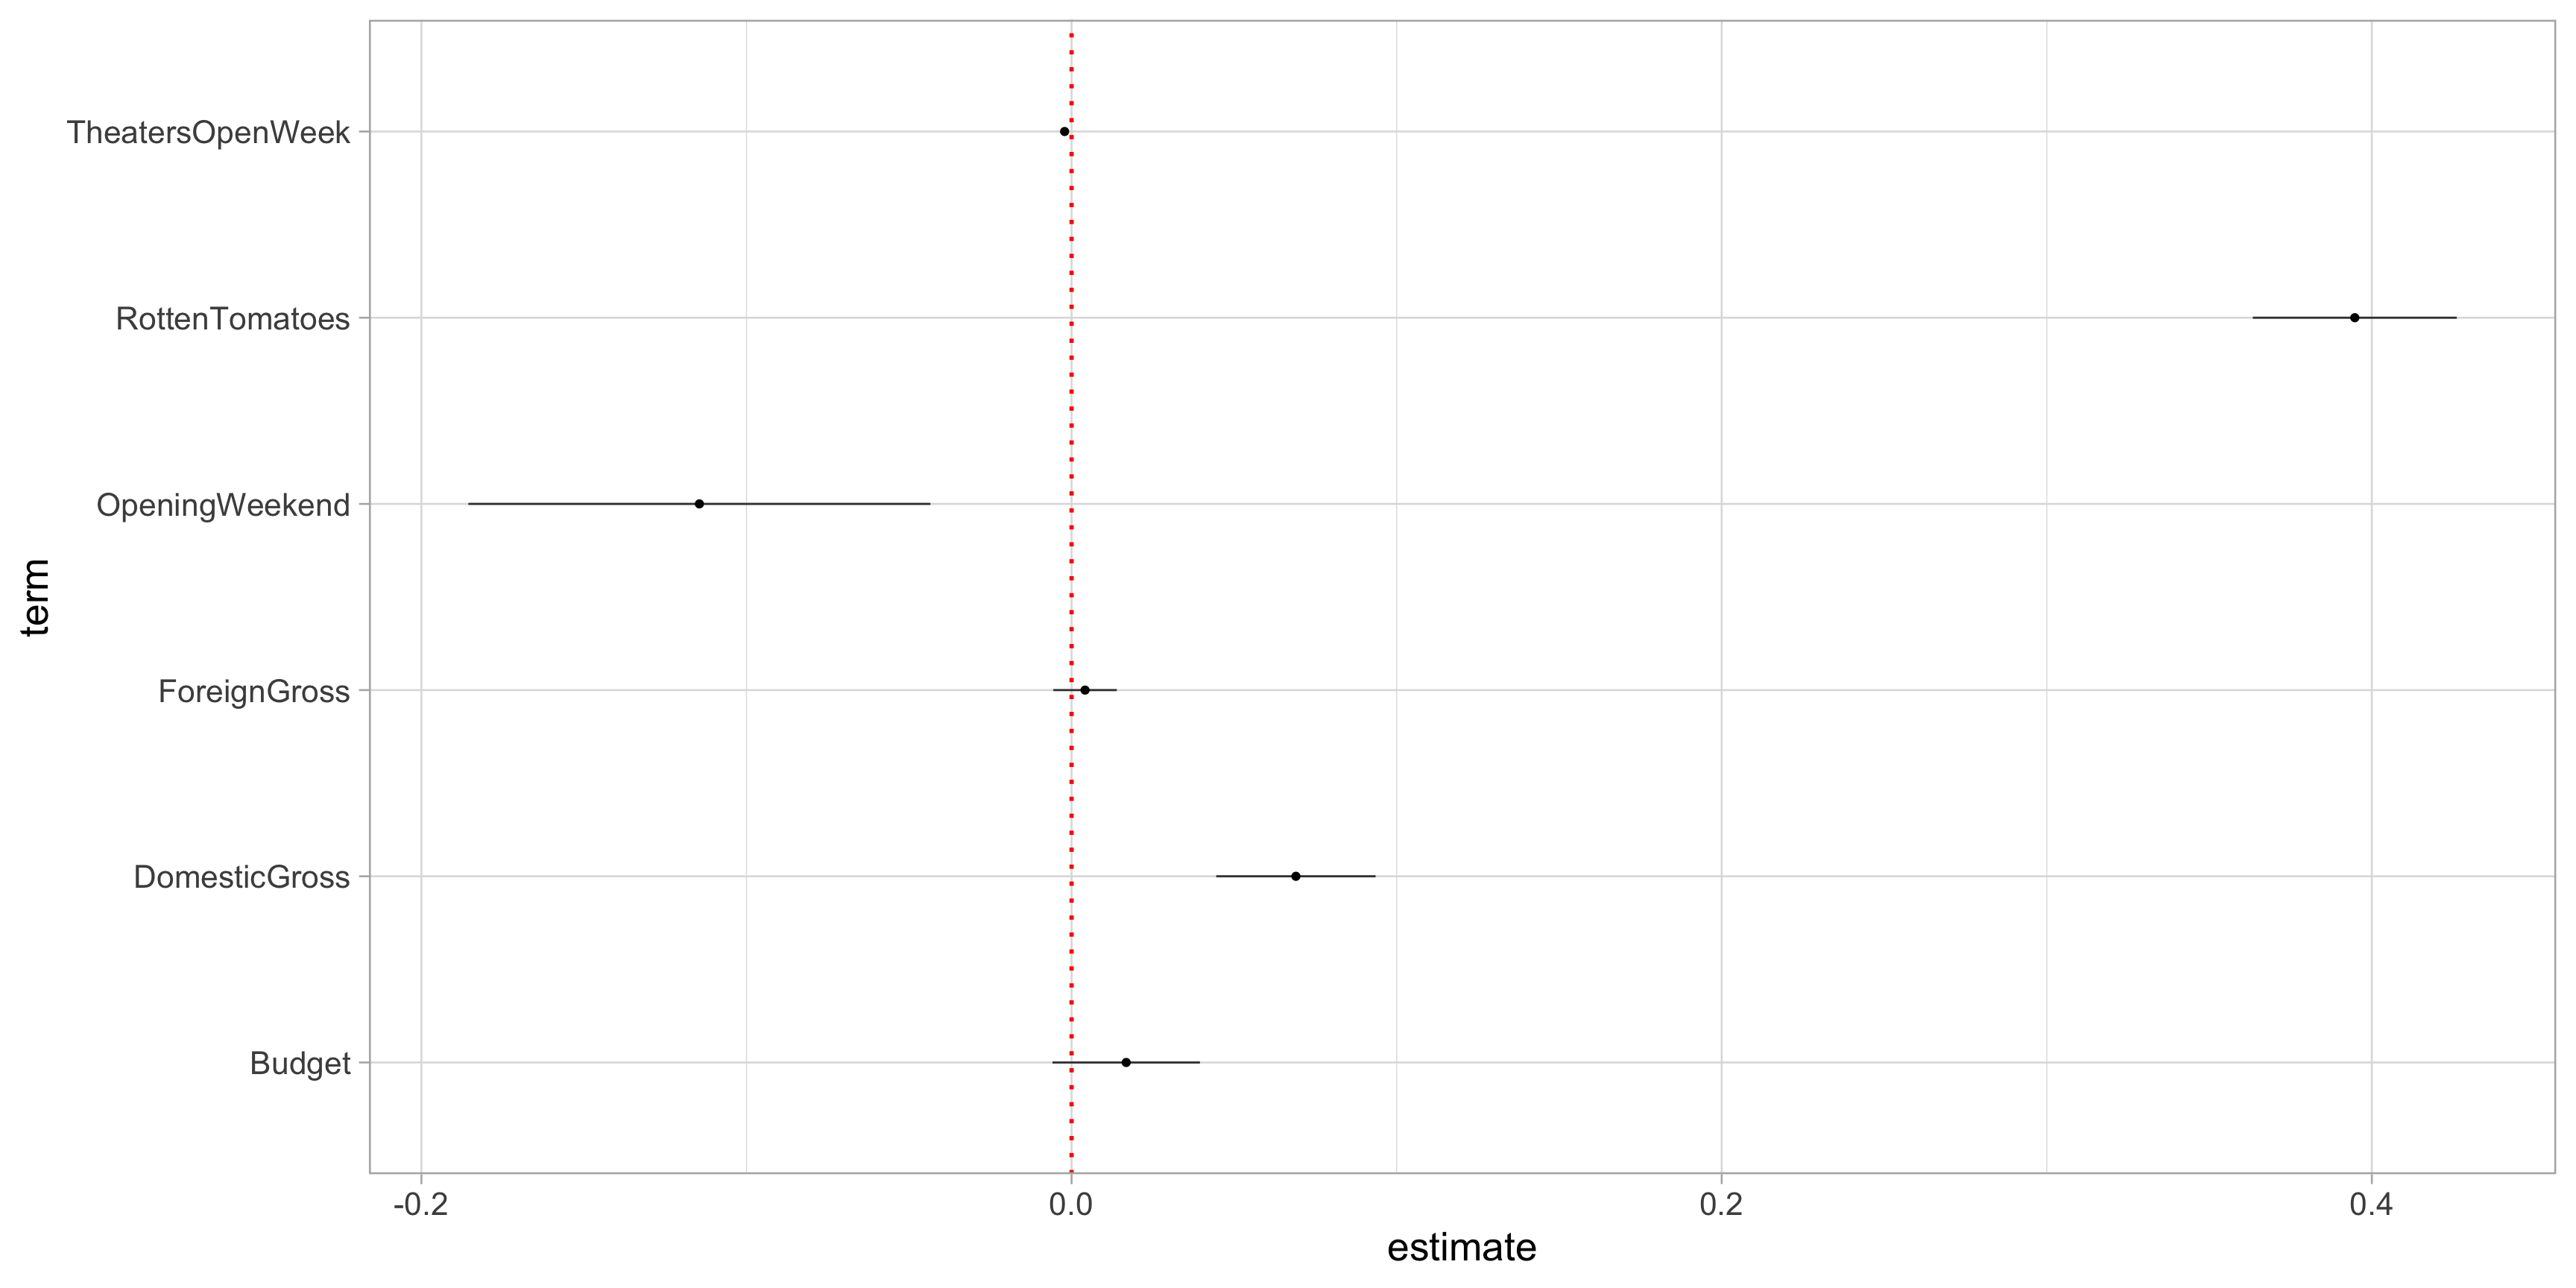 TheatersOpenWeek
RottenTomatoes
OpeningWeekend
term
ForeignGross
DomesticGross
Budget
-0.2 0.0 0.2 0.4
estimate